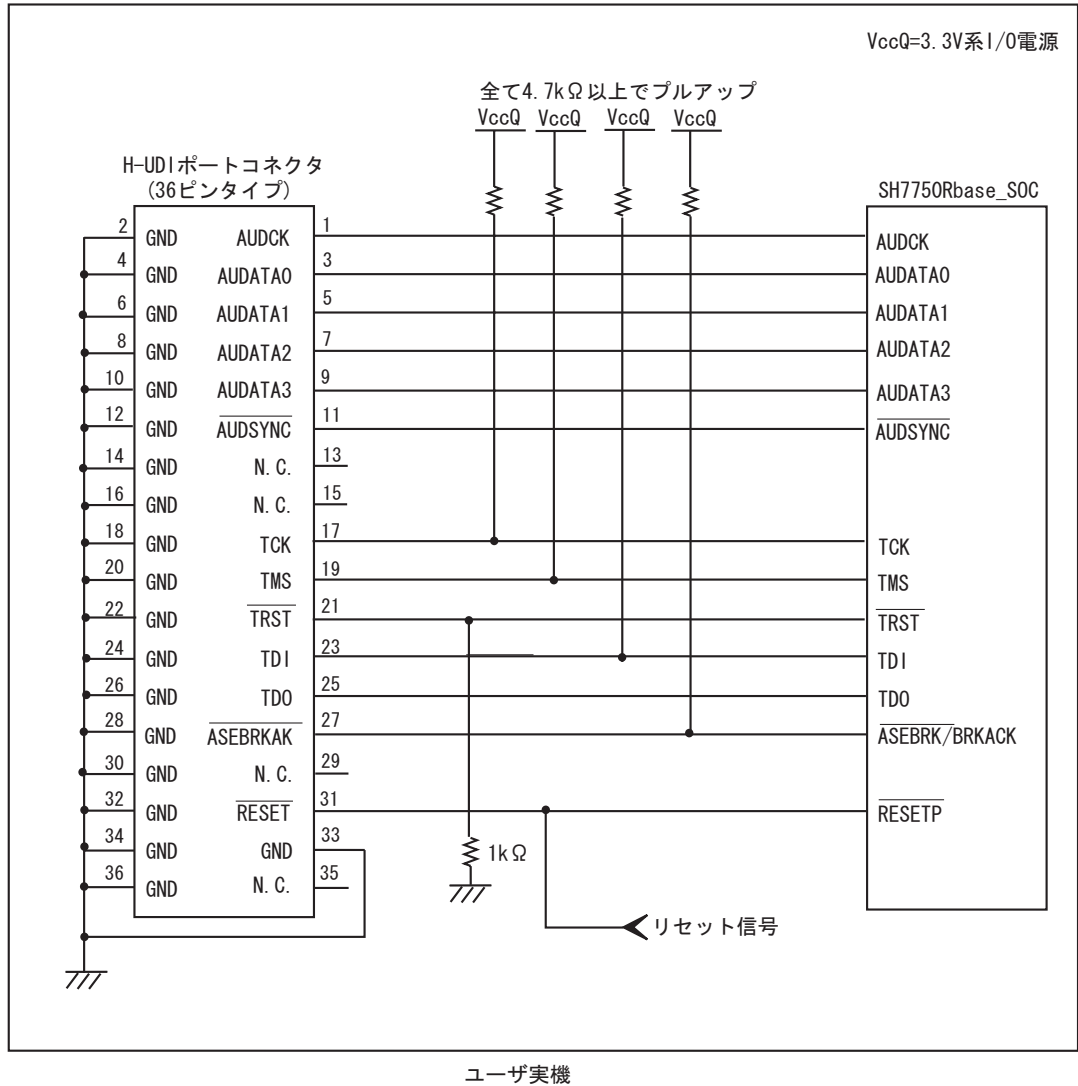 VccQ=3.3V系I/O電源
全て4.7kΩ以上でプルアップ
VccQ VccQ VccQ VccQ
H-UDIポートコネクタ
(36ピンタイプ)
SH7750Rbase_SOC
2 GND AUDCK 1 AUDCK
4 GND AUDATA0 3 AUDATA0
6 GND AUDATA1 5 AUDATA1
8 GND AUDATA2 7 AUDATA2
10 GND AUDATA3 9 AUDATA3
12 GND AUDSYNC 11 AUDSYNC
14 GND N.C. 13
16 GND N.C. 15
18 GND TCK 17 TCK
20 GND TMS 19 TMS
22 GND TRST 21 TRST
24 GND TDI 23 TDI
26 GND TDO 25 TDO
28 GND ASEBRKAK 27 ASEBRK/BRKACK
30 GND N.C. 29
32 GND RESET 31 RESETP
34 GND GND 33
1kΩ
36 GND N.C. 35
リセット信号
ユーザ実機